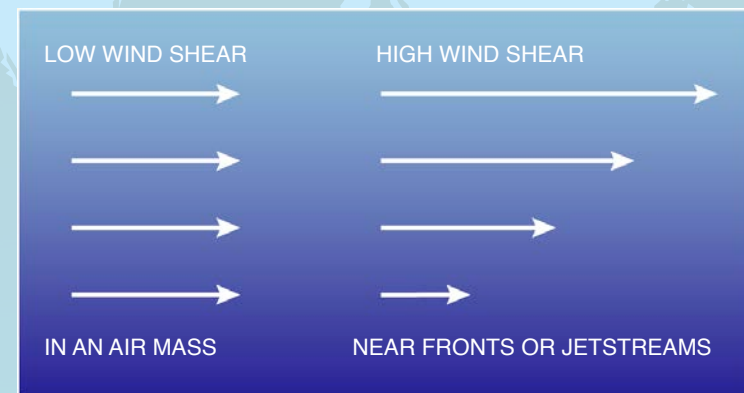 LOW WIND SHEAR
HIGH WIND SHEAR
IN AN AIR MASS
NEAR FRONTS OR JETSTREAMS